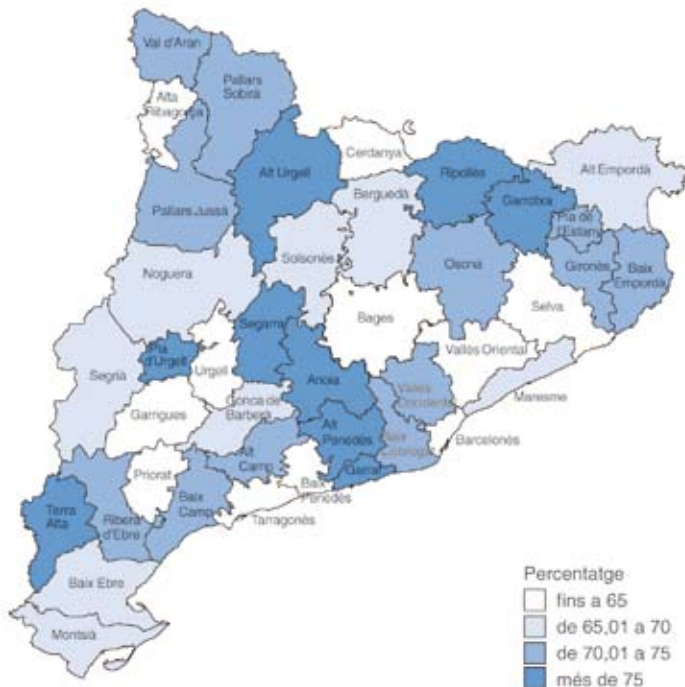 Val d'Aran
Pallars
Sobirà
Alta
Ribagorça
Cerdanya
Alt Urgell
Ripollès
Alt Empordà
Berguedà
Garrotxa
Pla de
l'Estany
Pallars Jussà
Solsonès
Osona
Gironès
Baix
Empordà
Noguera
Selva
Bages
Segarra
Vallès Oriental
Pla
d'Urgell
Urgell
Segrià
Anoia
Vallès
Occidental
Maresme
Garrigues
Conca de
Barberà
Alt
Penedès
Baix
Llobregat
Barcelonès
Alt
Camp
Garraf
Priorat
Baix
Penedès
Baix
Camp
Tarragonès
Terra
Alta
Ribera
d'Ebre
Baix Ebre
Montsià
Percentatge
fins a 65
de 65,01 a 70
de 70,01 a 75
més de 75